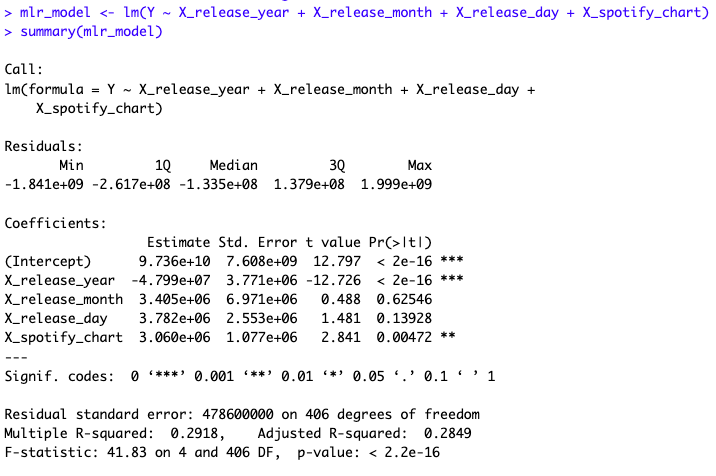 > mlr_model <- lm(Y ~ X_release_year + X_release_month + X_release_day + X_spotify_chart)
> summary(mlr_model)

Call:
lm(formula = Y ~ X_release_year + X_release_month + X_release_day +
    X_spotify_chart)

Residuals:
       Min         1Q     Median         3Q        Max
-1.841e+09 -2.617e+08 -1.335e+08  1.379e+08  1.999e+09

Coefficients:
                  Estimate Std. Error t value Pr(>|t|)
(Intercept)      9.736e+10  7.608e+09  12.797  < 2e-16 ***
X_release_year  -4.799e+07  3.771e+06 -12.726  < 2e-16 ***
X_release_month  3.405e+06  6.971e+06   0.488  0.62546
X_release_day    3.782e+06  2.553e+06   1.481  0.13928
X_spotify_chart  3.060e+06  1.077e+06   2.841  0.00472 **
---
Signif. codes:  0 ‘***’ 0.001 ‘**’ 0.01 ‘*’ 0.05 ‘.’ 0.1 ‘ ’ 1

Residual standard error: 478600000 on 406 degrees of freedom
Multiple R-squared:  0.2918,    Adjusted R-squared:  0.2849
F-statistic: 41.83 on 4 and 406 DF,  p-value: < 2.2e-16